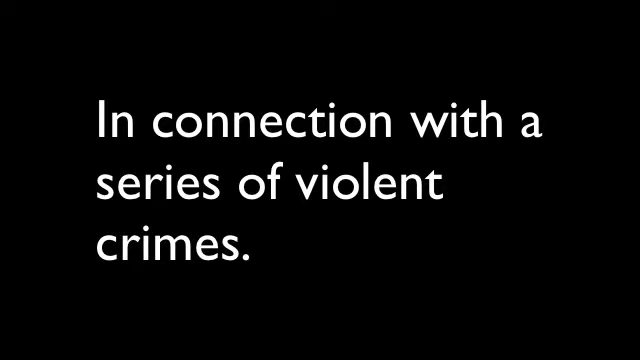 In connection with a
series of violent
crimes.